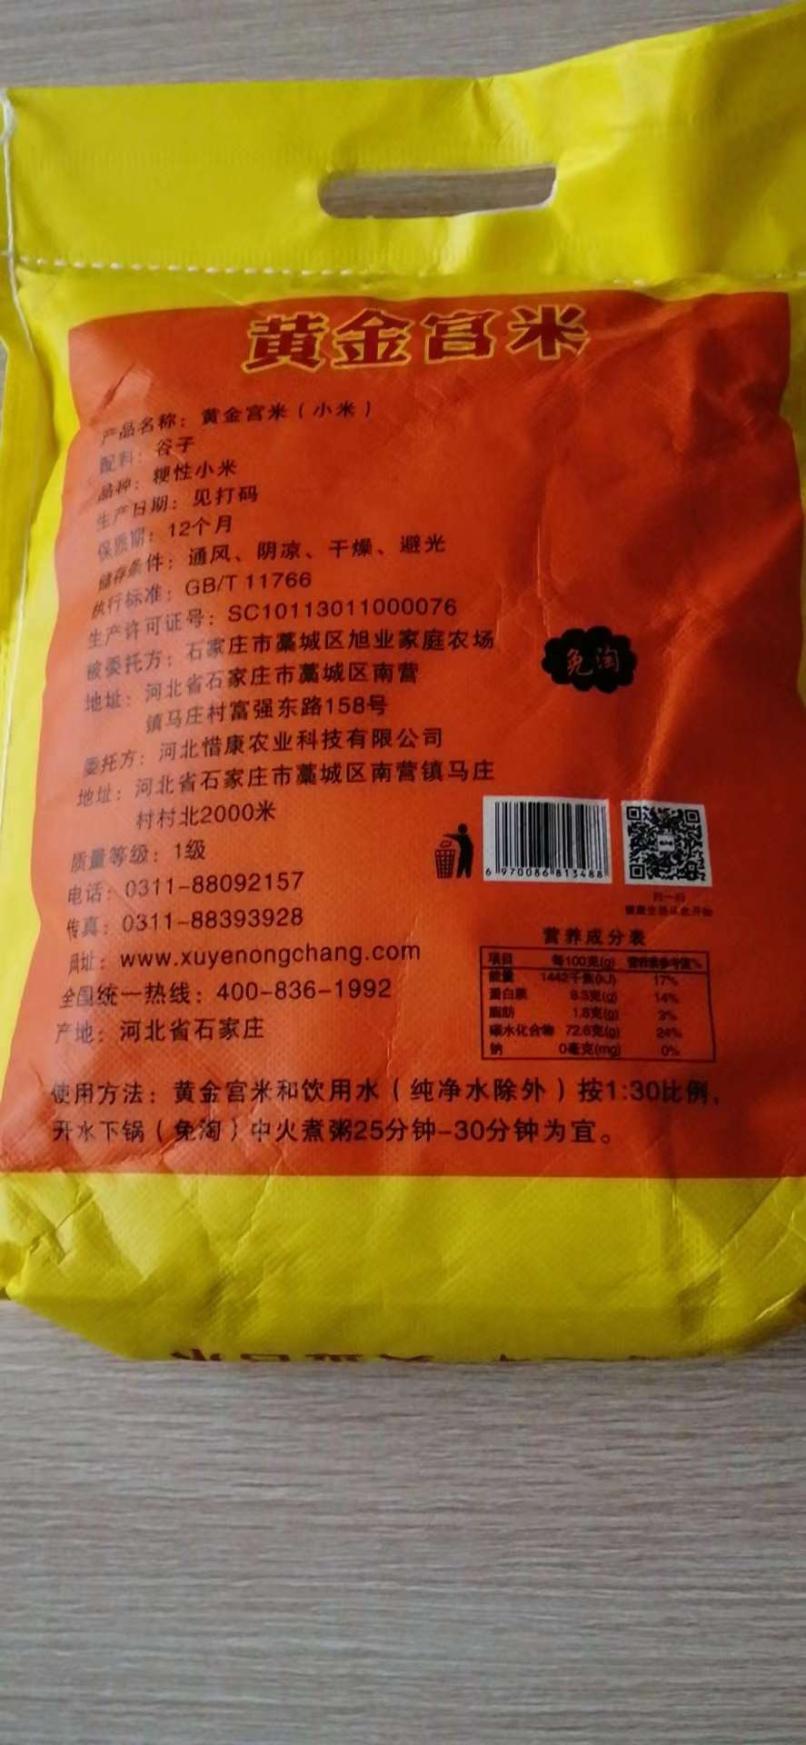 黄金宫米
产品名称：黄金宫米（小米）
配料：谷子
品种：粳性小米
生产日期：见打码
保质期：12个月
储存条件：通风、阴凉、干燥、避光
执行标准：GB/T 11766
生产许可证号：SC10113011000076
被委托方：石家庄市藁城区旭业家庭农场
地址：河北省石家庄市藁城区南营
镇马庄村富强东路158号
委托方：河北惜康农业科技有限公司
地址：河北省石家庄市藁城区南营镇马庄
村村北2000米
质量等级：1级
电话：0311-88092157
传真：0311-88393928
网址：www.xuyenongchang.com
全国统一热线：400-836-1992
产地：河北省石家庄
免淘
6 970086 813488
扫一扫
营养成分表
项目 每100克(g) 营养素参考值%
能量 1442千焦(kJ) 17%
蛋白质 8.3克(g) 14%
脂肪 1.8克(g) 3%
碳水化合物 72.6克(g) 24%
钠 0毫克(mg) 0%
使用方法：黄金宫米和饮用水（纯净水除外）按1:30比例，
开水下锅（免淘）中火煮粥25分钟-30分钟为宜。